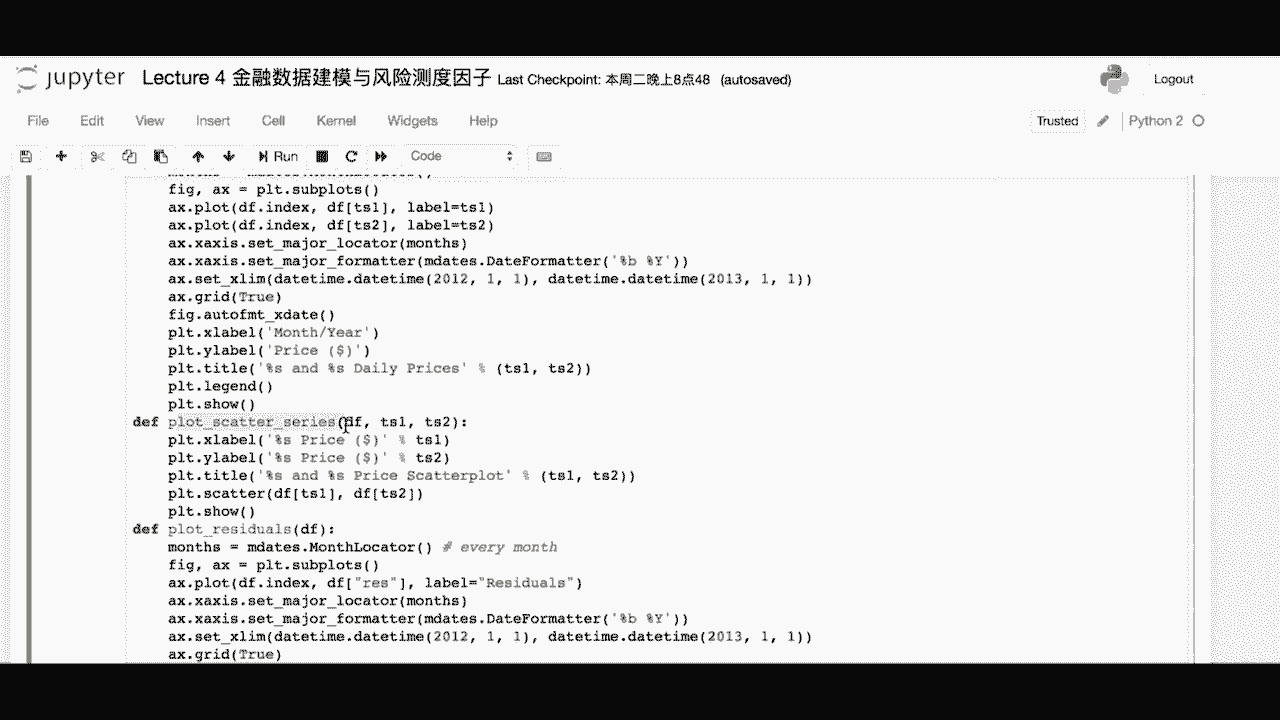 jupyter Lecture 4 金融数据建模与风险测度因子 Last Checkpoint: 本周二晚上8点48 (autosaved) Logout
File Edit View Insert Cell Kernel Widgets Help Trusted Python 2
Run Code
fig, ax = plt.subplots()
ax.plot(df.index, df[ts1], label=ts1)
ax.plot(df.index, df[ts2], label=ts2)
ax.xaxis.set_major_locator(months)
ax.xaxis.set_major_formatter(mdates.DateFormatter('%b %Y'))
ax.set_xlim(datetime.datetime(2012, 1, 1), datetime.datetime(2013, 1, 1))
ax.grid(True)
fig.autofmt_xdate()
plt.xlabel('Month/Year')
plt.ylabel('Price ($)')
plt.title('%s and %s Daily Prices' % (ts1, ts2))
plt.legend()
plt.show()
def plot_scatter_series(df, ts1, ts2):
plt.xlabel('%s Price ($)' % ts1)
plt.ylabel('%s Price ($)' % ts2)
plt.title('%s and %s Price Scatterplot' % (ts1, ts2))
plt.scatter(df[ts1], df[ts2])
plt.show()
def plot_residuals(df):
months = mdates.MonthLocator() # every month
fig, ax = plt.subplots()
ax.plot(df.index, df["res"], label="Residuals")
ax.xaxis.set_major_locator(months)
ax.xaxis.set_major_formatter(mdates.DateFormatter('%b %Y'))
ax.set_xlim(datetime.datetime(2012, 1, 1), datetime.datetime(2013, 1, 1))
ax.grid(True)